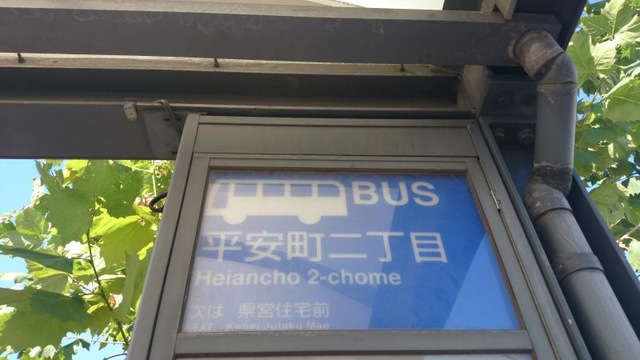 BUS
平安町二丁目
Heiancho 2-chome
次は 県営住宅前
NEXT Kenei Jutaku Mae